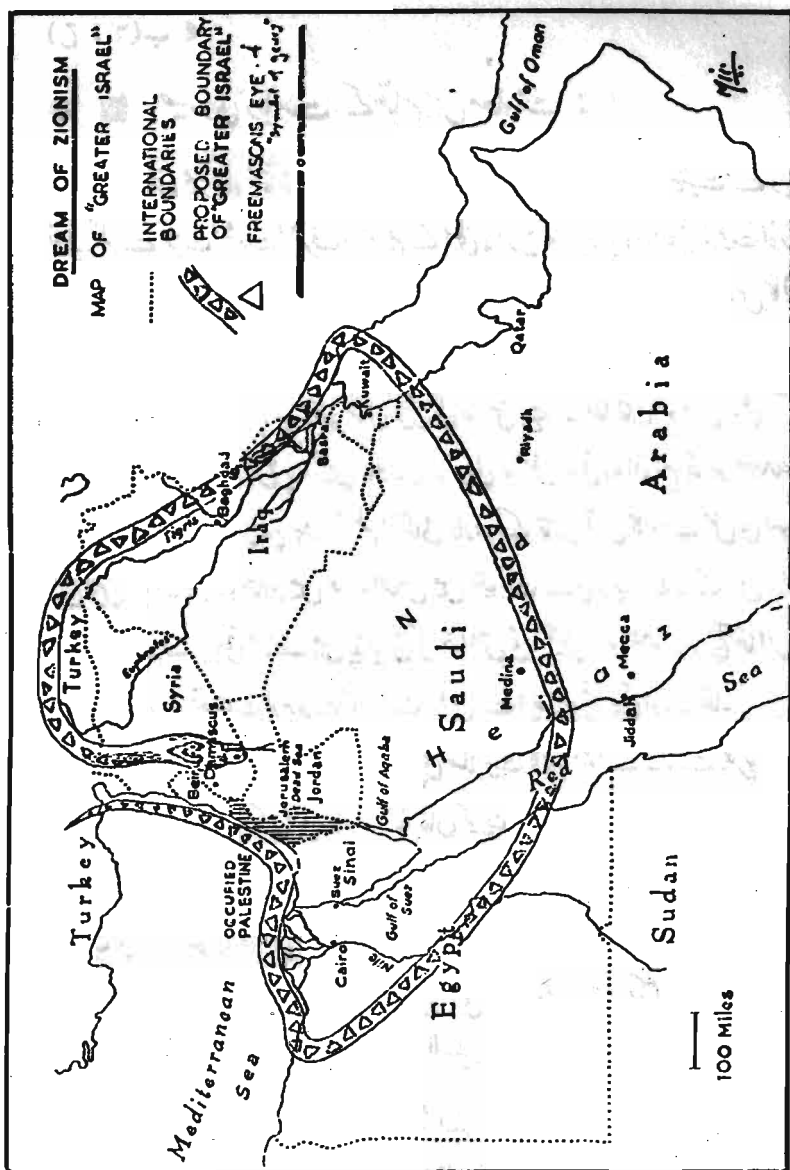 DREAM OF ZIONISM
MAP OF "GREATER ISRAEL"
INTERNATIONAL
BOUNDARIES
PROPOSED BOUNDARY
OF "GREATER ISRAEL"
FREEMASONS EYE. &
"Symbol of
Turkey
Mediterranean
Sea
OCCUPIED
PALESTINE
Turkey
Syria
Euphrates
Tigris
Baghdad
Iraq
Basra
Kuwait
Damascus
Jerusalem
Dead Sea
Jordan
Gulf of Aqaba
Suez
Sinai
Gulf of
Suez
Cairo
Nile
Egypt
Saudi
Arabia
Medina
Riyadh
Qatar
Gulf of Oman
Jiddah
Mecca
Sea
Sudan
100 MILES